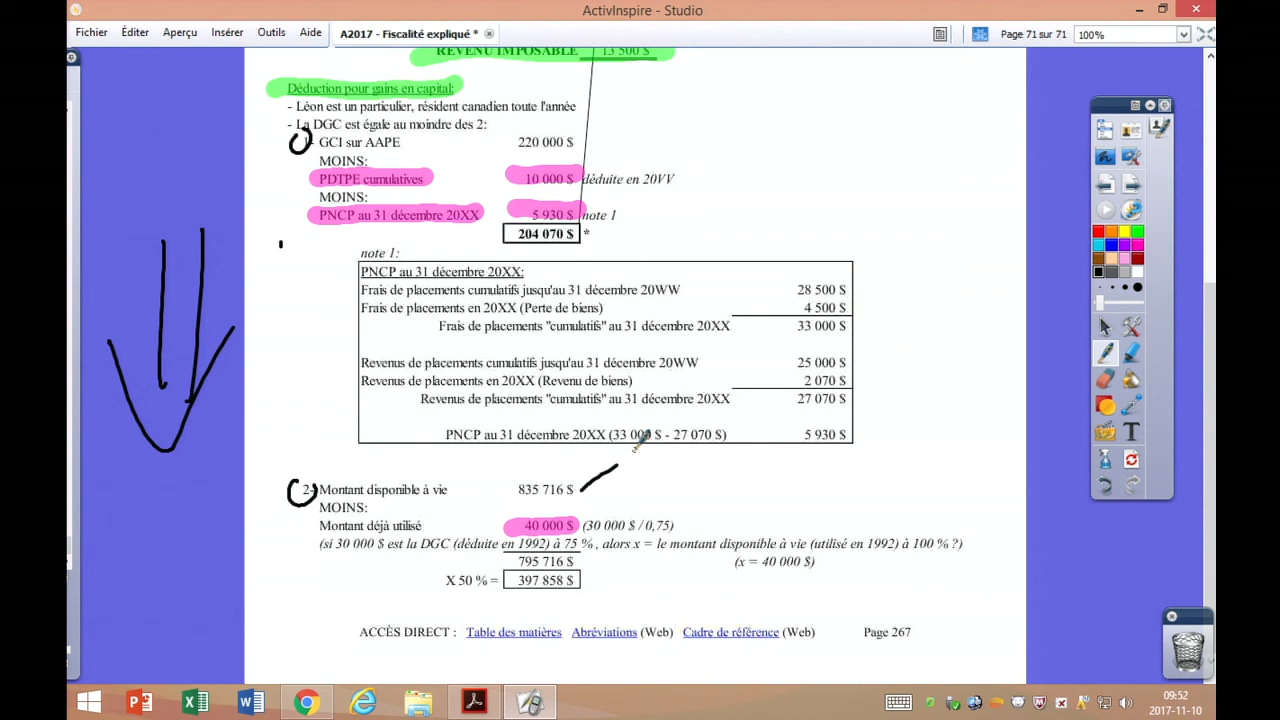 ActivInspire - Studio
Fichier Éditer Aperçu Insérer Outils Aide A2017 - Fiscalité expliqué * Page 71 sur 71 100%
REVENU IMPOSABLE 13 500 $
Déduction pour gains en capital:
- Léon est un particulier, résident canadien toute l'année
- La DGC est égale au moindre des 2:
1- GCI sur AAPE 220 000 $
MOINS:
PDTPE cumulatives 10 000 $ déduite en 20VV
MOINS:
PNCP au 31 décembre 20XX 5 930 $ note 1
204 070 $ *
note 1:
PNCP au 31 décembre 20XX:
Frais de placements cumulatifs jusqu'au 31 décembre 20WW 28 500 $
Frais de placements en 20XX (Perte de biens) 4 500 $
Frais de placements "cumulatifs" au 31 décembre 20XX 33 000 $
Revenus de placements cumulatifs jusqu'au 31 décembre 20WW 25 000 $
Revenus de placements en 20XX (Revenu de biens) 2 070 $
Revenus de placements "cumulatifs" au 31 décembre 20XX 27 070 $
PNCP au 31 décembre 20XX (33 000 $ - 27 070 $) 5 930 $
2- Montant disponible à vie 835 716 $
MOINS:
Montant déjà utilisé 40 000 $ (30 000 $ / 0,75)
(si 30 000 $ est la DGC (déduite en 1992) à 75 %, alors x = le montant disponible à vie (utilisé en 1992) à 100 % ?)
795 716 $ (x = 40 000 $)
X 50 % = 397 858 $
ACCÈS DIRECT : Table des matières Abréviations (Web) Cadre de référence (Web) Page 267
09:52
2017-11-10